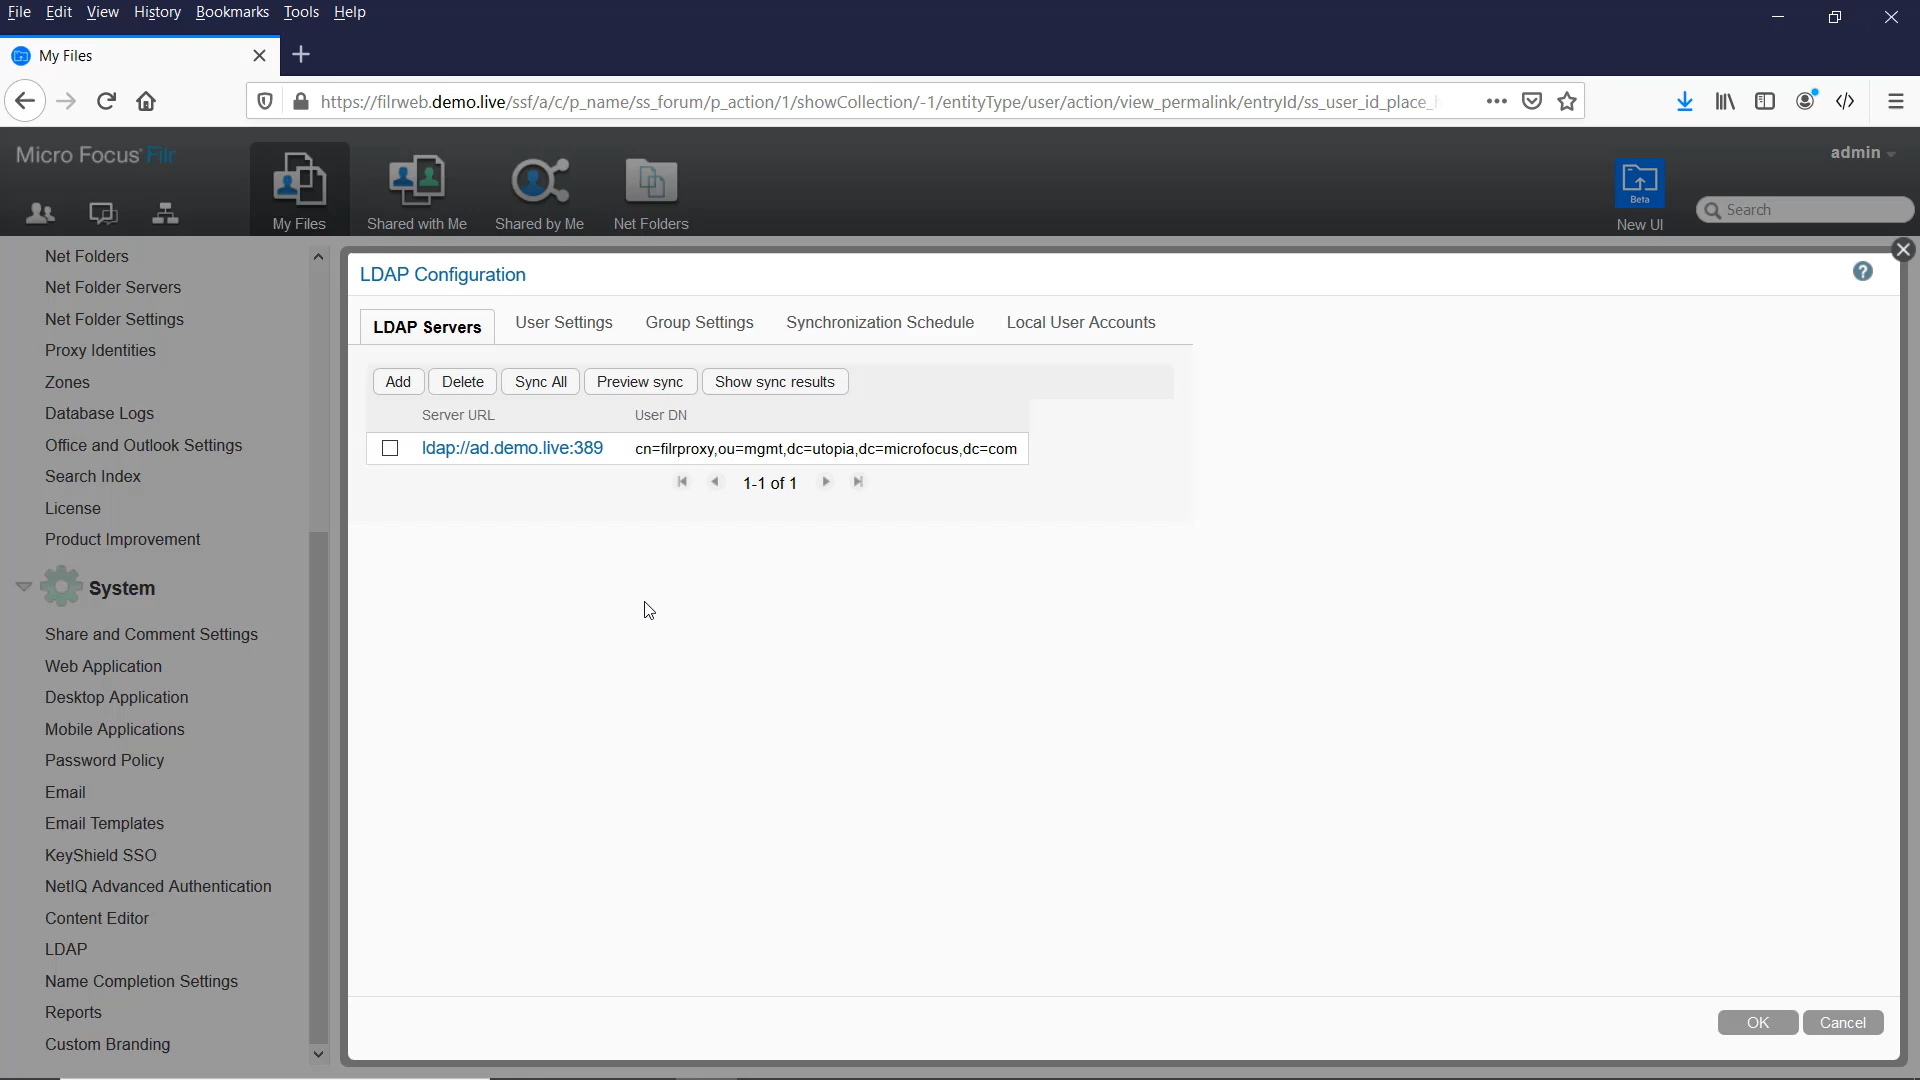 File Edit View History Bookmarks Tools Help
My Files
https://filrweb.demo.live/ssf/a/c/p_name/ss_forum/p_action/1/showCollection/-1/entityType/user/action/view_permalink/entryId/ss_user_id_place_
Micro Focus Filr
admin
My Files
Shared with Me
Shared by Me
Net Folders
Beta
New UI
Search
Net Folders
Net Folder Servers
Net Folder Settings
Proxy Identities
Zones
Database Logs
Office and Outlook Settings
Search Index
License
Product Improvement
System
Share and Comment Settings
Web Application
Desktop Application
Mobile Applications
Password Policy
Email
Email Templates
KeyShield SSO
NetIQ Advanced Authentication
Content Editor
LDAP
Name Completion Settings
Reports
Custom Branding
LDAP Configuration
?
LDAP Servers User Settings Group Settings Synchronization Schedule Local User Accounts
Add Delete Sync All Preview sync Show sync results
Server URL User DN
ldap://ad.demo.live:389 cn=filrproxy,ou=mgmt,dc=utopia,dc=microfocus,dc=com
1-1 of 1
OK Cancel